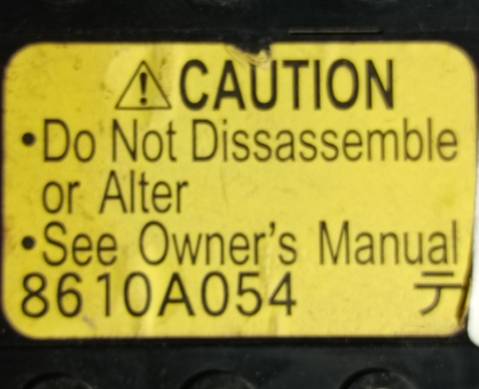 ⚠CAUTION
•Do Not Dissassemble
or Alter
•See Owner's Manual
8610A054 テ